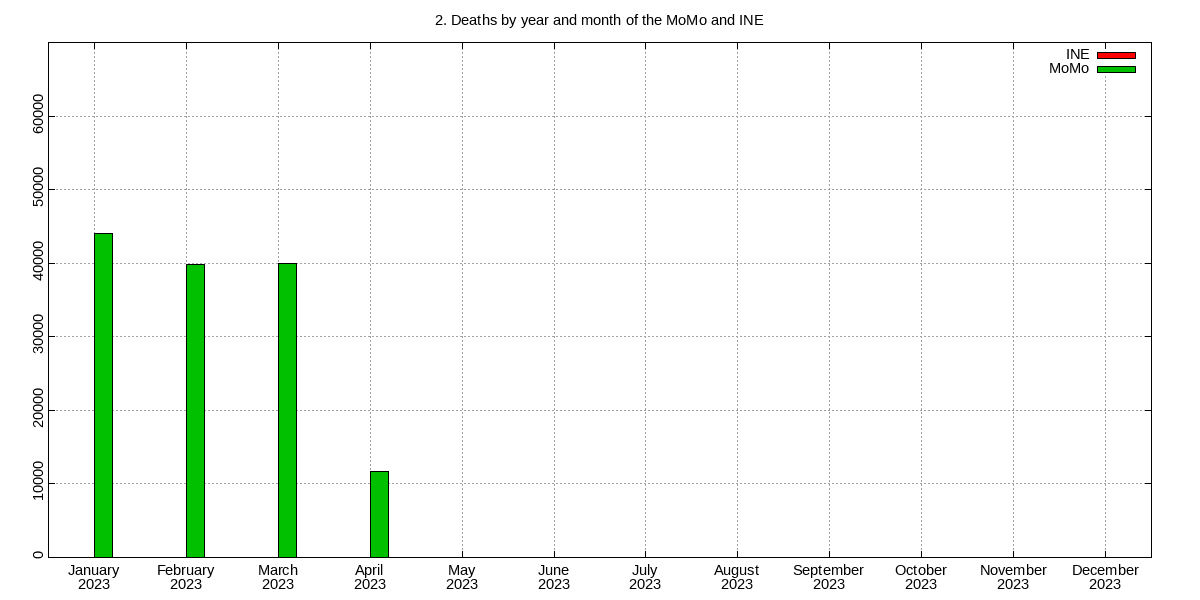 2. Deaths by year and month of the MoMo and INE
INE
MoMo
60000
50000
40000
30000
20000
10000
0
January February March April May June July August September October November December
2023 2023 2023 2023 2023 2023 2023 2023 2023 2023 2023 2023